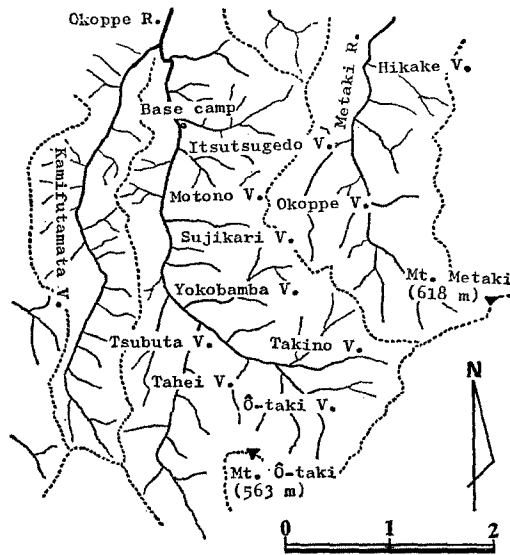 Okoppe R.
Metaki R.
Hikake V.
Base camp
Itsutsugedo V.
Kamifutamata V.
Motono V.
Okoppe V.
Sujikari V.
Mt. Metaki
(618 m)
Yokobamba V.
Tsubuta V.
Takino V.
Tahei V.
Ô-taki V.
N
Mt. Ô-taki
(563 m)
0 1 2